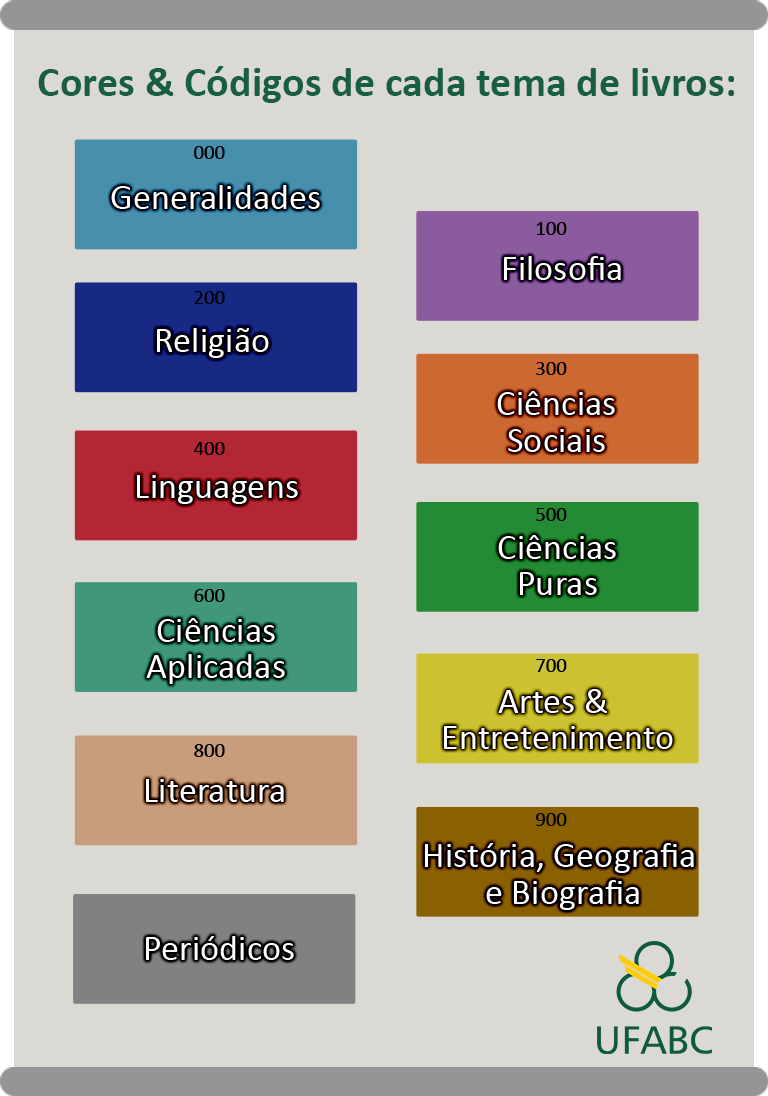 Cores & Códigos de cada tema de livros:
000
Generalidades
100
Filosofia
200
Religião
300
Ciências
Sociais
400
Linguagens
500
Ciências
Puras
600
Ciências
Aplicadas
700
Artes &
Entretenimento
800
Literatura
900
História, Geografia
e Biografia
Periódicos
UFABC